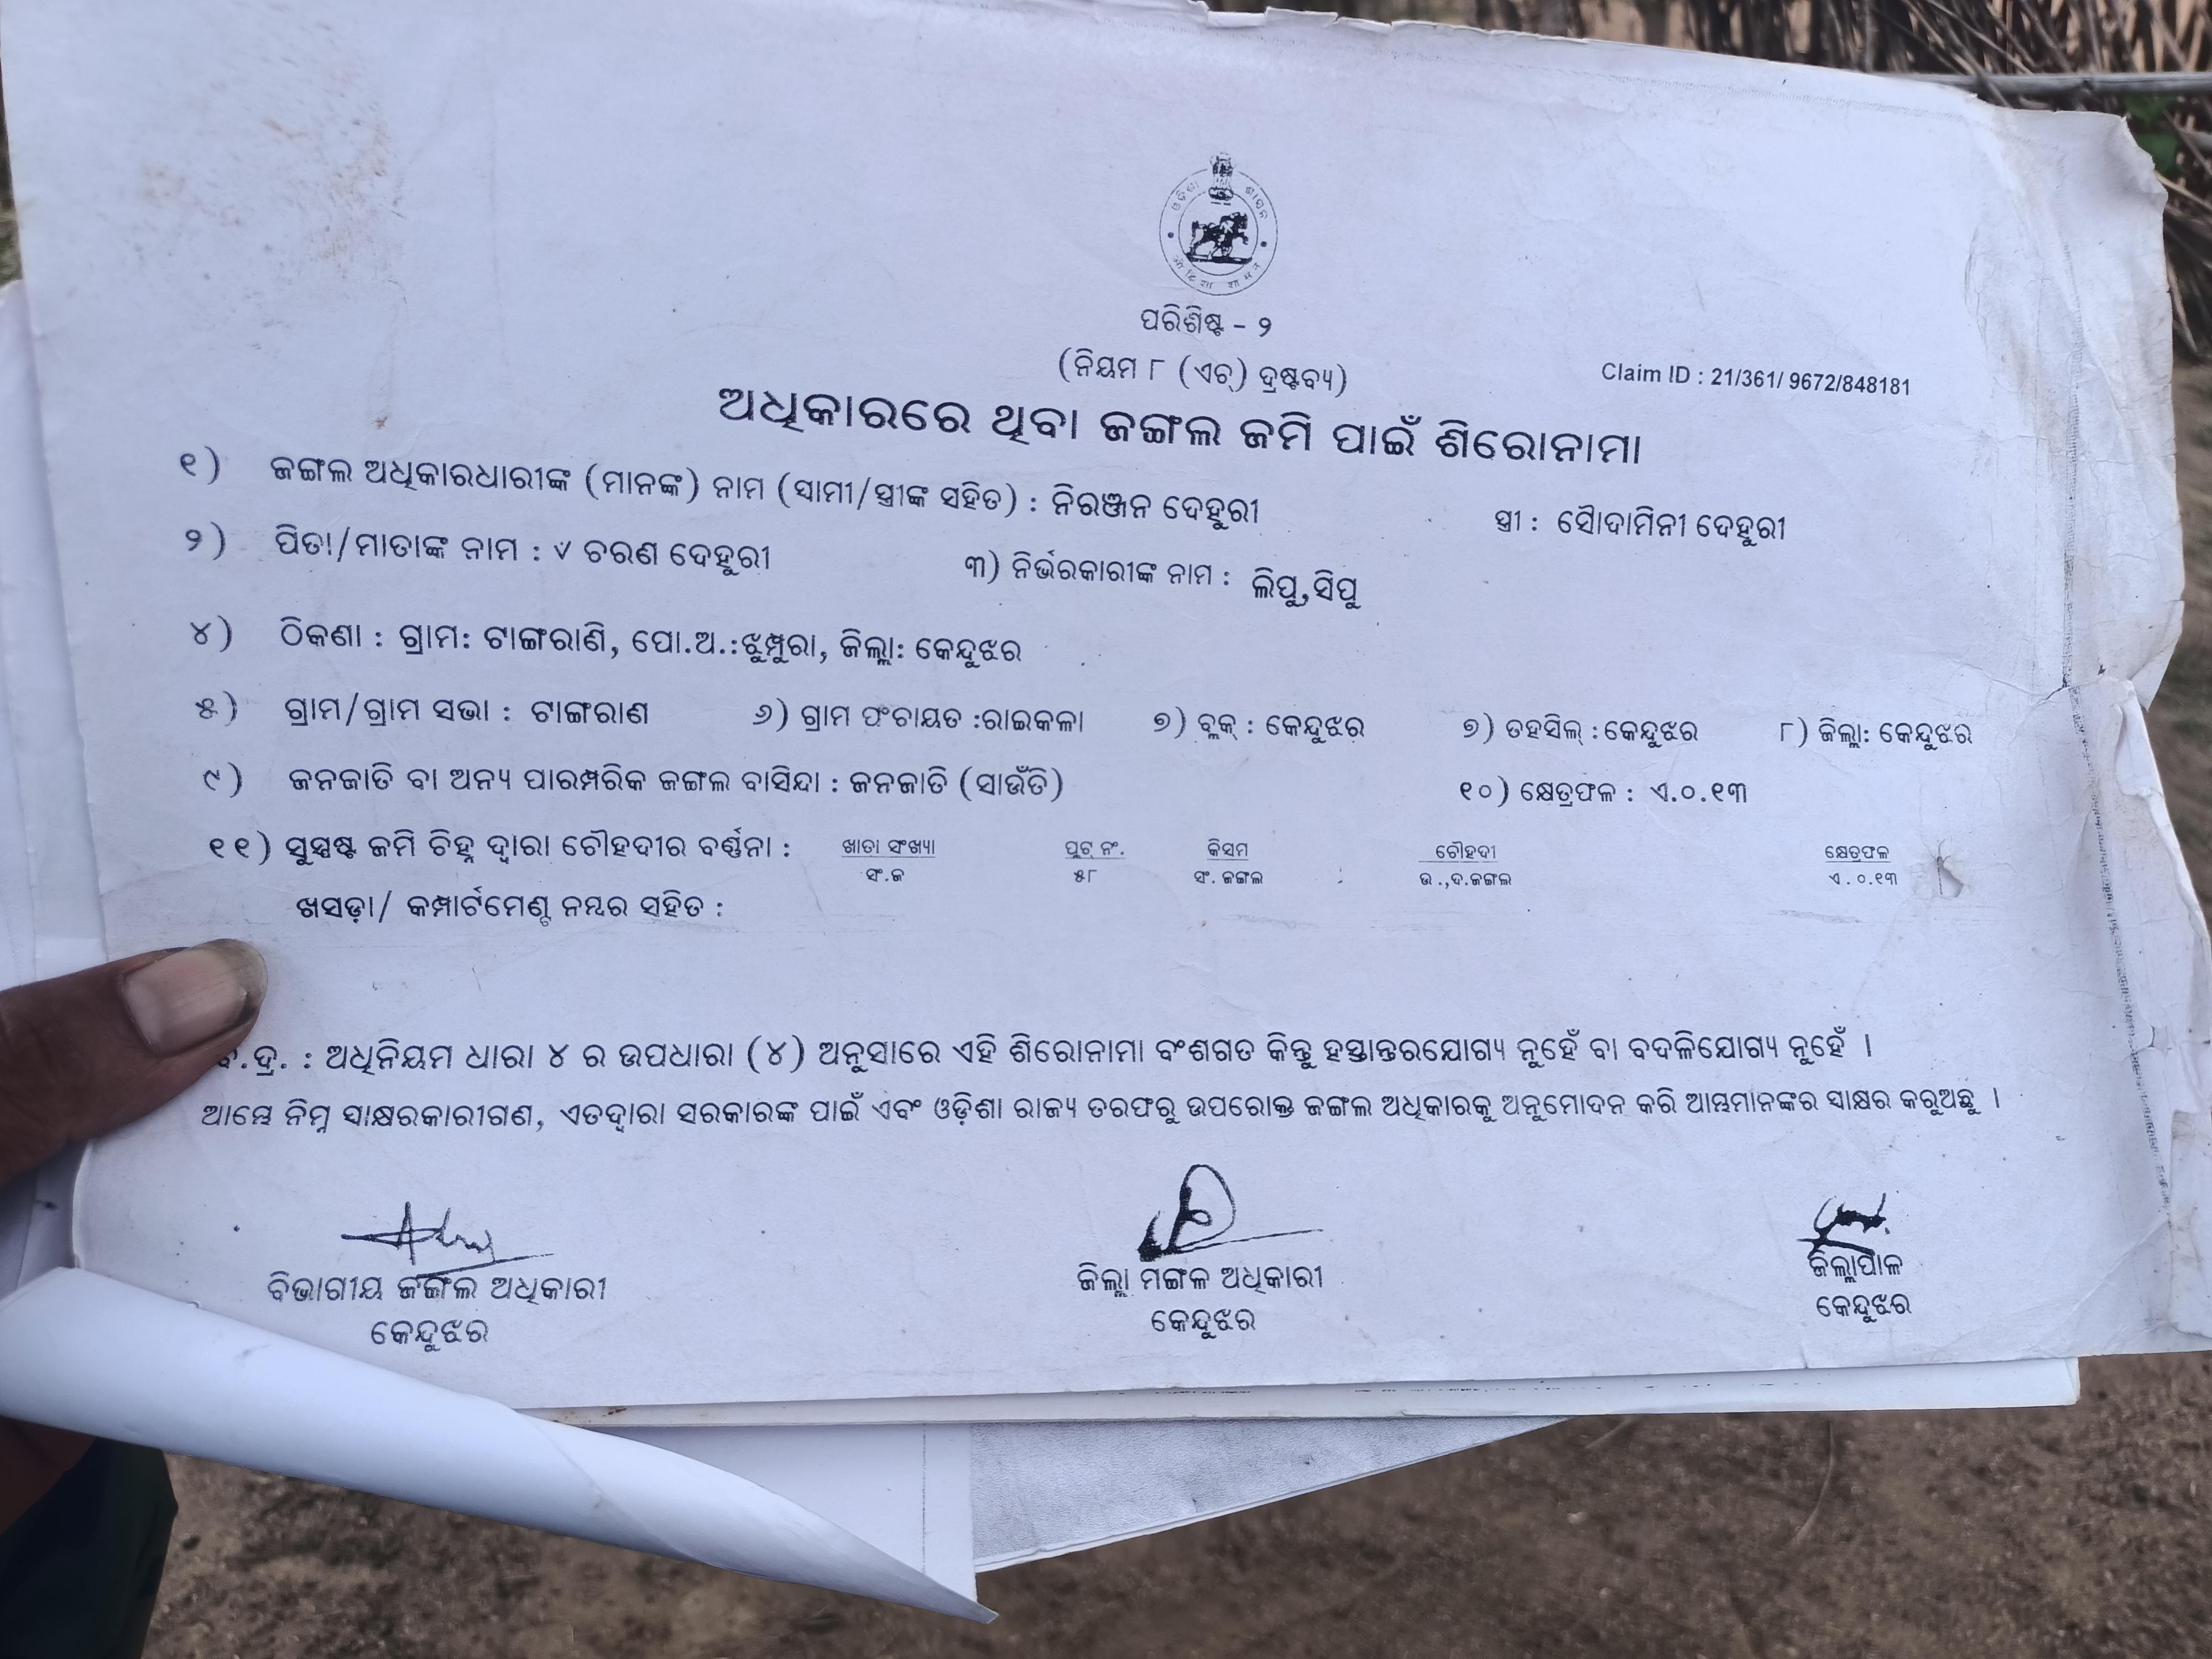 ଓଡ଼ିଶା ଶାସନ
ପରିଶିଷ୍ଟ - ୨
(ନିୟମ ୮ (ଏଚ୍) ଦ୍ରଷ୍ଟବ୍ୟ)
Claim ID : 21/361/ 9672/848181
ଅଧିକାରରେ ଥିବା ଜଙ୍ଗଲ ଜମି ପାଇଁ ଶିରୋନାମା
୧) ଜଙ୍ଗଲ ଅଧିକାରଧାରୀଙ୍କ (ମାନଙ୍କ) ନାମ (ସ୍ୱାମୀ/ସ୍ତ୍ରୀଙ୍କ ସହିତ) : ନିରଞ୍ଜନ ଦେହୁରୀ ସ୍ତ୍ରୀ : ସୌଦାମିନୀ ଦେହୁରୀ
୨) ପିତା/ମାତାଙ୍କ ନାମ : ୰ ଚରଣ ଦେହୁରୀ ୩) ନିର୍ଭରକାରୀଙ୍କ ନାମ : ଲିପୁ,ସିପୁ
୪) ଠିକଣା : ଗ୍ରାମ: ଟାଙ୍ଗରାଣି, ପୋ.ଅ.:ଝୁମ୍ପୁରା, ଜିଲ୍ଲା: କେନ୍ଦୁଝର
୫) ଗ୍ରାମ/ଗ୍ରାମ ସଭା : ଟାଙ୍ଗରାଣ ୬) ଗ୍ରାମ ପଂଚାୟତ :ରାଇକଳା ୭) ବ୍ଲକ୍ : କେନ୍ଦୁଝର ୭) ତହସିଲ୍ : କେନ୍ଦୁଝର ୮) ଜିଲ୍ଲା: କେନ୍ଦୁଝର
୯) ଜନଜାତି ବା ଅନ୍ୟ ପାରମ୍ପରିକ ଜଙ୍ଗଲ ବାସିନ୍ଦା : ଜନଜାତି (ସାଉଁତି) ୧୦) କ୍ଷେତ୍ରଫଳ : ଏ.୦.୧୩
୧୧) ସୁସ୍ପଷ୍ଟ ଜମି ଚିହ୍ନ ଦ୍ୱାରା ଚୌହଦୀର ବର୍ଣ୍ଣନା : ଖାତା ସଂଖ୍ୟା ପ୍ଲଟ୍ ନଂ. କିସମ ଚୌହଦୀ କ୍ଷେତ୍ରଫଳ
ସଂ.ଜ ୫୮ ସଂ. ଜଙ୍ଗଲ ଉ.,ଦ.ଜଙ୍ଗଲ ଏ.୦.୧୩
ଖସଡ଼ା/ କମ୍ପାର୍ଟମେଣ୍ଟ ନମ୍ବର ସହିତ :
ବି.ଦ୍ର. : ଅଧିନିୟମ ଧାରା ୪ ର ଉପଧାରା (୪) ଅନୁସାରେ ଏହି ଶିରୋନାମା ବଂଶଗତ କିନ୍ତୁ ହସ୍ତାନ୍ତରଯୋଗ୍ୟ ନୁହେଁ ବା ବଦଳିଯୋଗ୍ୟ ନୁହେଁ ।
ଆମ୍ଭେ ନିମ୍ନ ସାକ୍ଷରକାରୀଗଣ, ଏତଦ୍ୱାରା ସରକାରଙ୍କ ପାଇଁ ଏବଂ ଓଡ଼ିଶା ରାଜ୍ୟ ତରଫରୁ ଉପରୋକ୍ତ ଜଙ୍ଗଲ ଅଧିକାରକୁ ଅନୁମୋଦନ କରି ଆମ୍ଭମାନଙ୍କର ସାକ୍ଷର କରୁଅଛୁ ।
ବିଭାଗୀୟ ଜଙ୍ଗଲ ଅଧିକାରୀ ଜିଲ୍ଲା ମଙ୍ଗଳ ଅଧିକାରୀ ଜିଲ୍ଲାପାଳ
କେନ୍ଦୁଝର କେନ୍ଦୁଝର କେନ୍ଦୁଝର